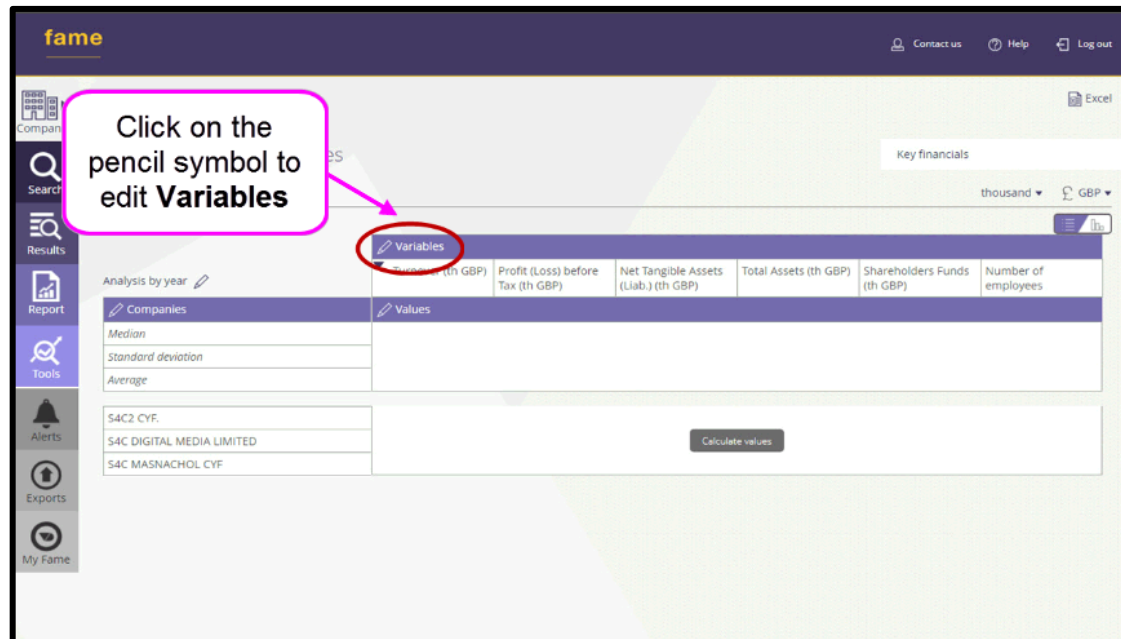 fame
Contact us
Help
Log out
Excel
Click on the
pencil symbol to
edit Variables
Key financials
thousand
£ GBP
Search
Results
Report
Tools
Alerts
Exports
My Fame
Variables
Analysis by year
(th GBP)
Profit (Loss) before
Tax (th GBP)
Net Tangible Assets
(Liab.) (th GBP)
Total Assets (th GBP)
Shareholders Funds
(th GBP)
Number of
employees
Companies
Values
Median
Standard deviation
Average
S4C2 CYF.
S4C DIGITAL MEDIA LIMITED
S4C MASNACHOL CYF
Calculate values